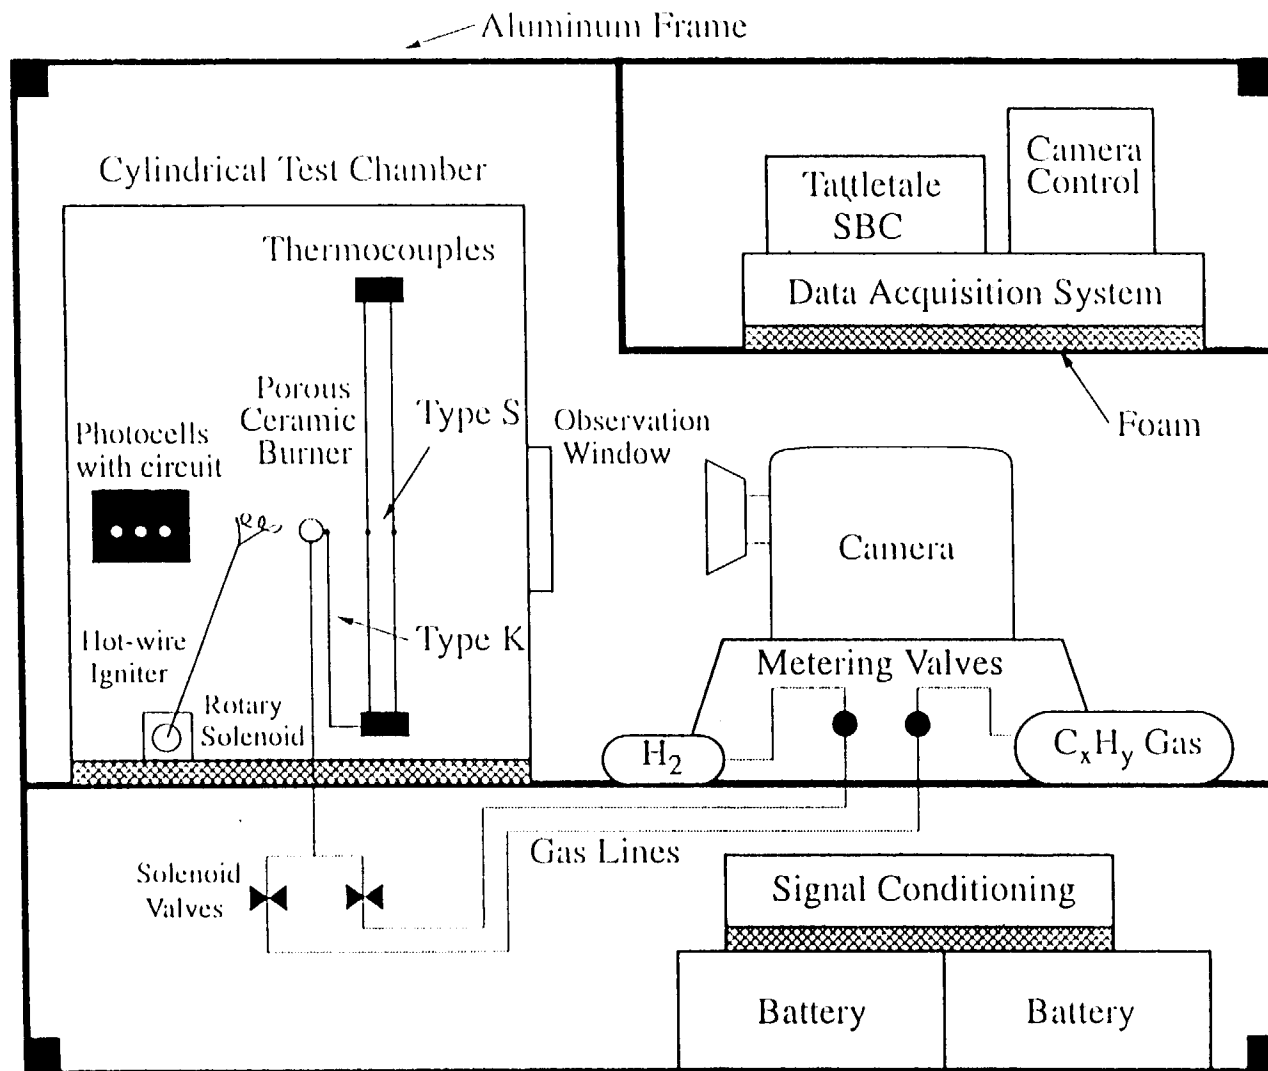 Aluminum Frame
Cylindrical Test Chamber
Thermocouples
Porous
Ceramic
Burner
Type S
Photocells
with circuit
Observation
Window
Hot-wire
Igniter
Type K
Rotary
Solenoid
Tattletale
SBC
Camera
Control
Data Acquisition System
Foam
Camera
Metering Valves
H2
CxHy Gas
Solenoid
Valves
Gas Lines
Signal Conditioning
Battery
Battery